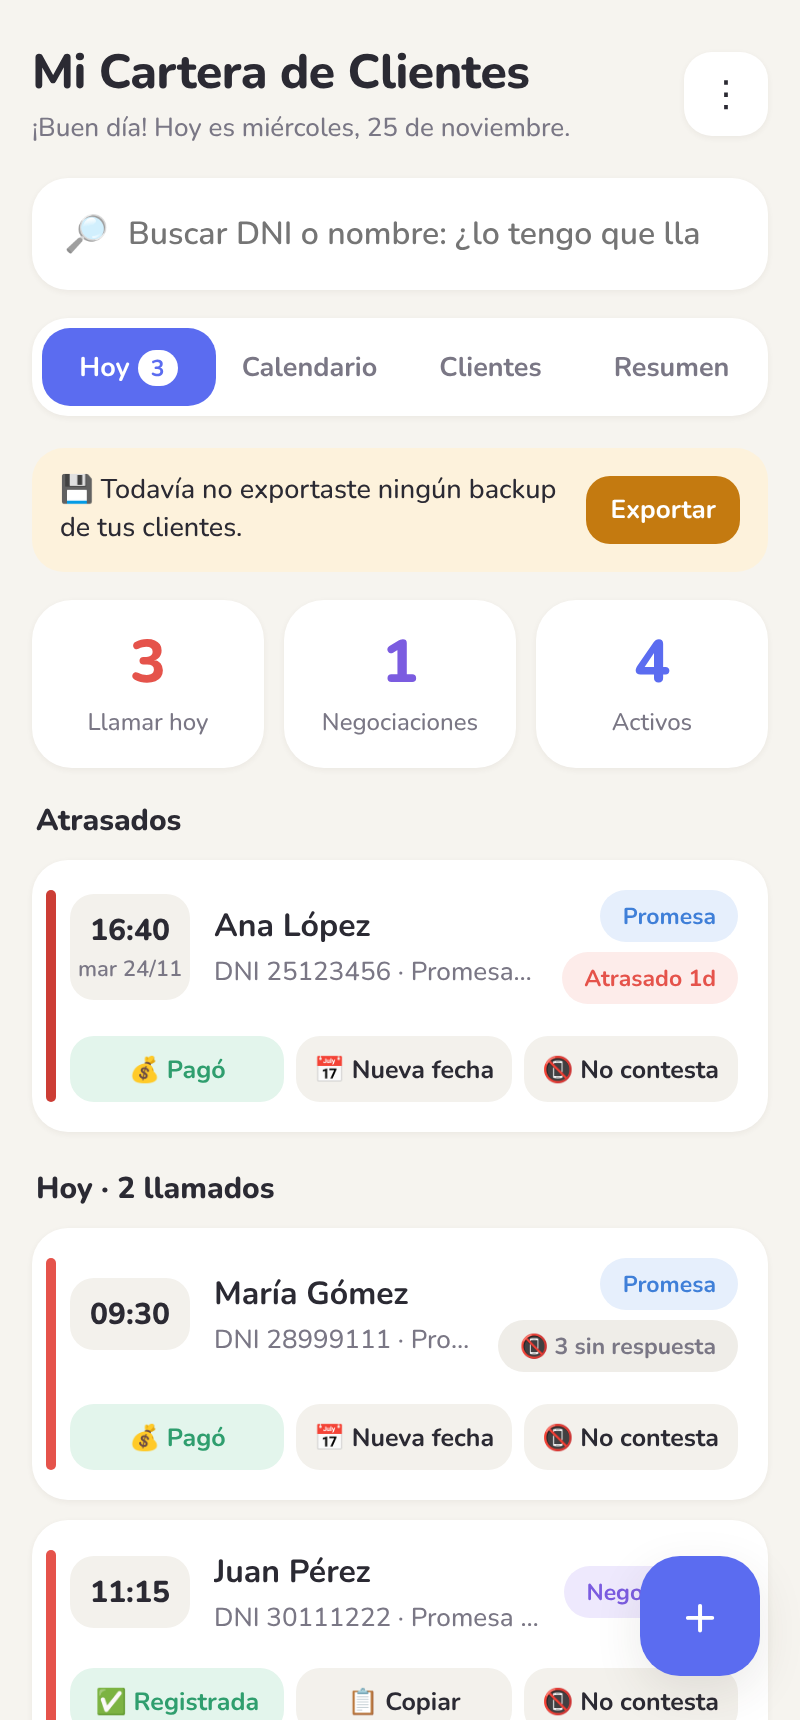 Mi Cartera de Clientes
¡Buen día! Hoy es miércoles, 25 de noviembre.
⋮
🔎 Buscar DNI o nombre: ¿lo tengo que lla
Hoy 3 Calendario Clientes Resumen
💾 Todavía no exportaste ningún backup
de tus clientes.
Exportar
3
Llamar hoy
1
Negociaciones
4
Activos
Atrasados
16:40
mar 24/11
Ana López
DNI 25123456 · Promesa...
Promesa
Atrasado 1d
💰 Pagó 📅 Nueva fecha 📵 No contesta
Hoy · 2 llamados
09:30
María Gómez
DNI 28999111 · Pro...
Promesa
📵 3 sin respuesta
💰 Pagó 📅 Nueva fecha 📵 No contesta
11:15
Juan Pérez
DNI 30111222 · Promesa ...
Nego
+
✅ Registrada 📋 Copiar 📵 No contesta